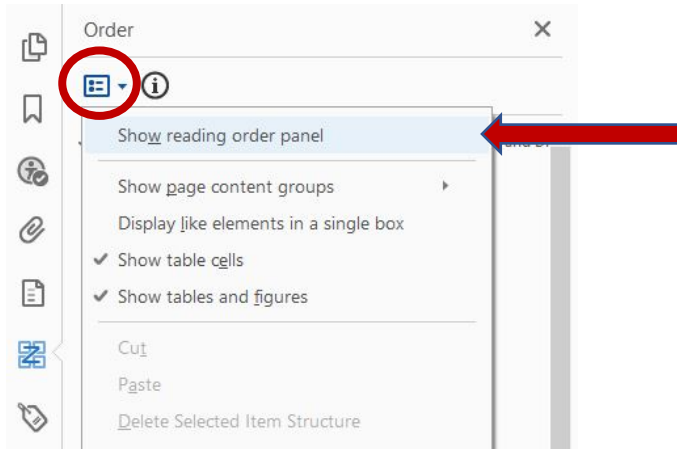 Order
Show reading order panel
Show page content groups
Display like elements in a single box
Show table cells
Show tables and figures
Cut
Paste
Delete Selected Item Structure